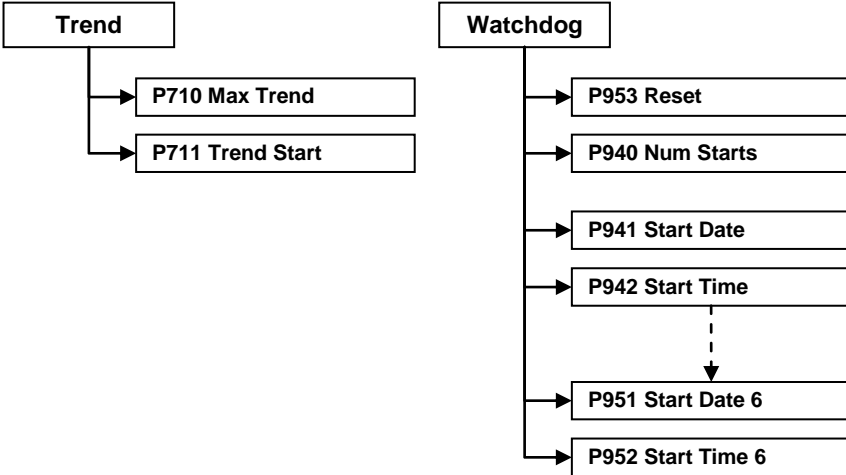 Trend
P710 Max Trend
P711 Trend Start
Watchdog
P953 Reset
P940 Num Starts
P941 Start Date
P942 Start Time
P951 Start Date 6
P952 Start Time 6